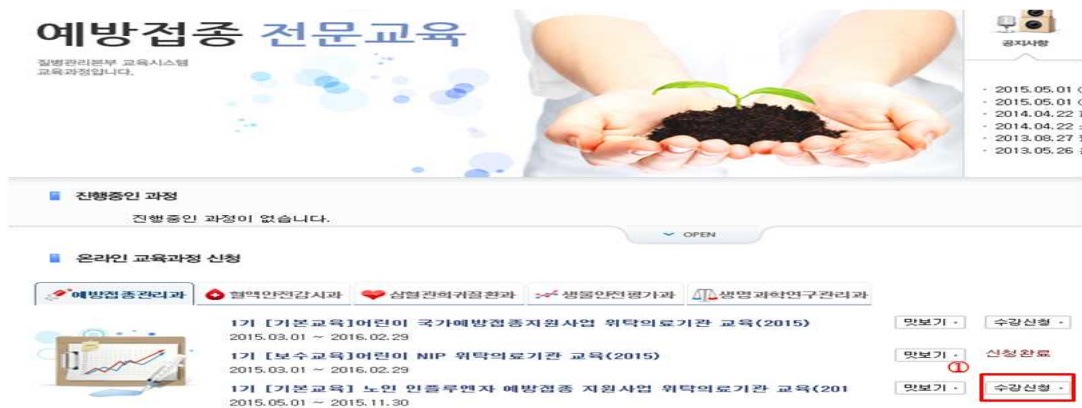 예방접종 전문교육
질병관리본부 교육시스템
교육과정입니다.
공지사항
- 2015.05.01
- 2015.05.01
- 2014.04.22
- 2014.04.22
- 2013.08.27
- 2013.05.26
진행중인 과정
진행중인 과정이 없습니다.
OPEN
온라인 교육과정 신청
예방접종관리과 혈액안전감시과 심혈관희귀질환과 생물안전평가과 생명과학연구관리과
1기 [기본교육]어린이 국가예방접종지원사업 위탁의료기관 교육(2015) 맛보기 수강신청
2015.03.01 ~ 2016.02.29
1기 [보수교육]어린이 NIP 위탁의료기관 교육(2015) 맛보기 신청완료
2015.03.01 ~ 2016.02.29
①
1기 [기본교육] 노인 인플루엔자 예방접종 지원사업 위탁의료기관 교육(201 맛보기 수강신청
2015.05.01 ~ 2015.11.30